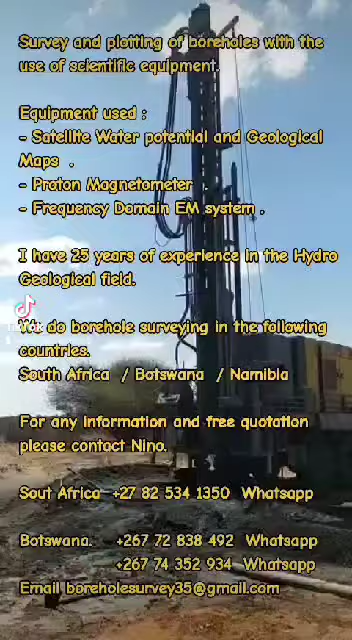 Survey and plotting of boreholes with the
use of scientific equipment.
Equipment used :
- Satellite Water potential and Geological
Maps .
- Proton Magnetometer .
- Frequency Domain EM system .
I have 25 years of experience in the Hydro
Geological field.
We do borehole surveying in the following
countries.
South Africa / Botswana / Namibia
For any information and free quotation
please contact Nino.
Sout Africa +27 82 534 1350 Whatsapp
Botswana. +267 72 838 492 Whatsapp
+267 74 352 934 Whatsapp
Email boreholesurvey35@gmail.com